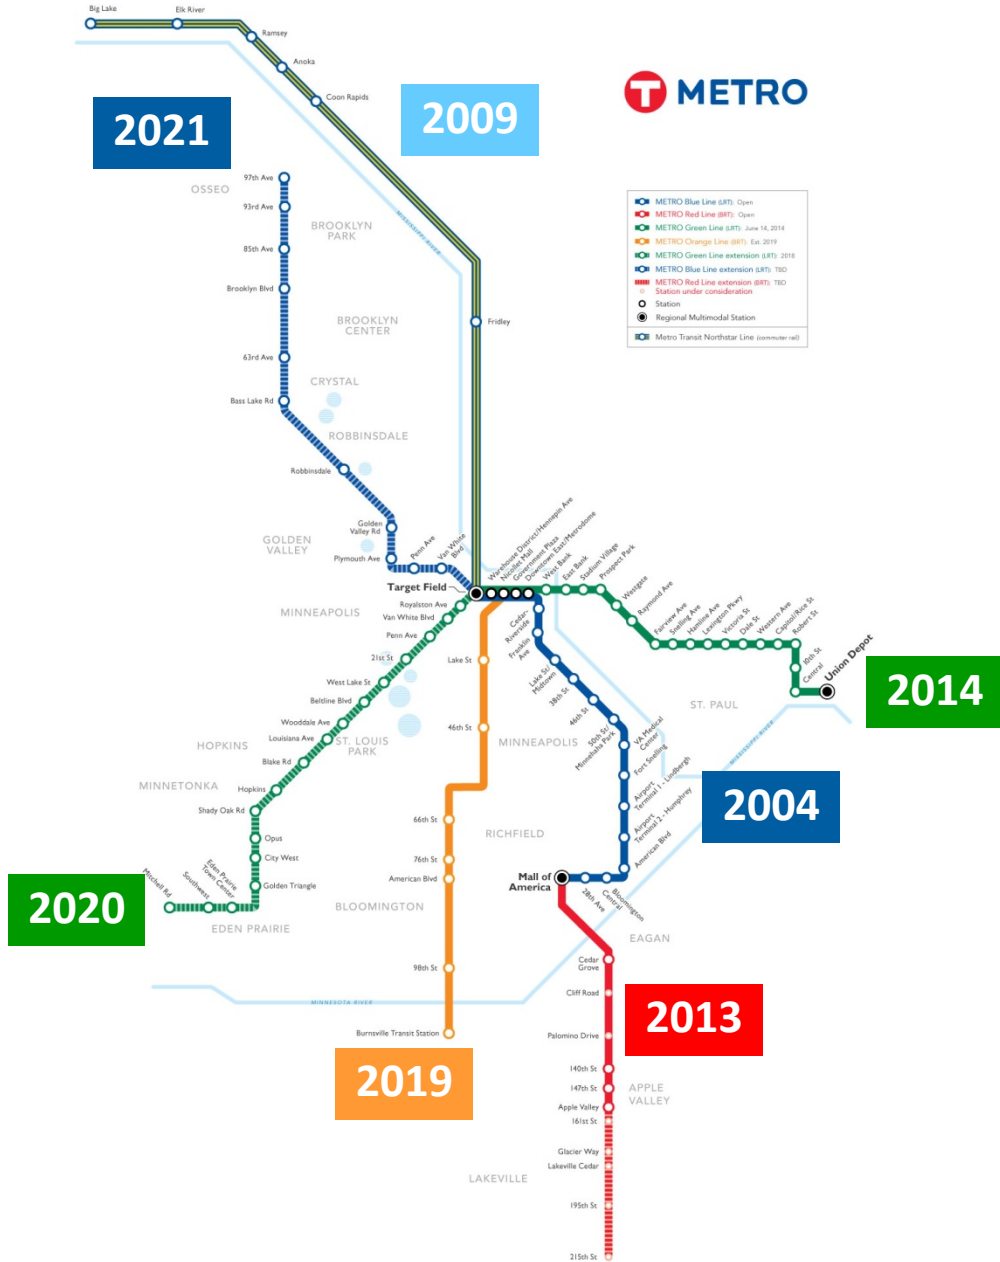 Big Lake
Elk River
Ramsey
Anoka
Coon Rapids
2009
T METRO
2021
97th Ave
OSSEO
93rd Ave
BROOKLYN
PARK
85th Ave
MISSISSIPPI RIVER
Brooklyn Blvd
BROOKLYN
CENTER
Fridley
63rd Ave
CRYSTAL
Bass Lake Rd
ROBBINSDALE
Robbinsdale
METRO Blue Line (LRT): Open
METRO Red Line (BRT): Open
METRO Green Line (LRT): June 14, 2014
METRO Orange Line (BRT): Est. 2019
METRO Green Line extension (LRT): 2018
METRO Blue Line extension (LRT): TBD
METRO Red Line extension (BRT): TBD
Station under consideration
Station
Regional Multimodal Station
Metro Transit Northstar Line (commuter rail)
Golden
Valley Rd
GOLDEN
VALLEY
Plymouth Ave
Penn Ave
Van White
Blvd
Target Field
Warehouse District/Hennepin Ave
Nicollet Mall
Government Plaza
Downtown East/Metrodome
West Bank
East Bank
Stadium Village
Prospect Park
Westgate
Raymond Ave
Fairview Ave
Snelling Ave
Hamline Ave
Lexington Pkwy
Victoria St
Dale St
Western Ave
Capitol/Rice St
Robert St
10th St
Central
Union Depot
2014
ST. PAUL
MISSISSIPPI RIVER
MINNEAPOLIS
Royalston Ave
Van White Blvd
Penn Ave
21st St
West Lake St
Beltline Blvd
Wooddale Ave
Louisiana Ave
ST. LOUIS
PARK
HOPKINS
Blake Rd
MINNETONKA
Hopkins
Shady Oak Rd
Opus
City West
Golden Triangle
Eden Prairie
Town Center
Southwest
Mitchell Rd
2020
EDEN PRAIRIE
Lake St
46th St
66th St
76th St
American Blvd
BLOOMINGTON
98th St
Burnsville Transit Station
MINNESOTA RIVER
2019
Cedar-
Riverside
Franklin
Ave
Lake St/
Midtown
38th St
46th St
50th St/
Minnehaha Park
MINNEAPOLIS
VA Medical
Center
Fort Snelling
Airport
Terminal 1 - Lindbergh
Airport
Terminal 2 - Humphrey
American Blvd
2004
RICHFIELD
Bloomington
Central
28th Ave
Mall of
America
EAGAN
Cedar
Grove
Cliff Road
2013
Palomino Drive
140th St
147th St
APPLE
VALLEY
Apple Valley
161st St
Glacier Way
Lakeville Cedar
LAKEVILLE
195th St
215th St